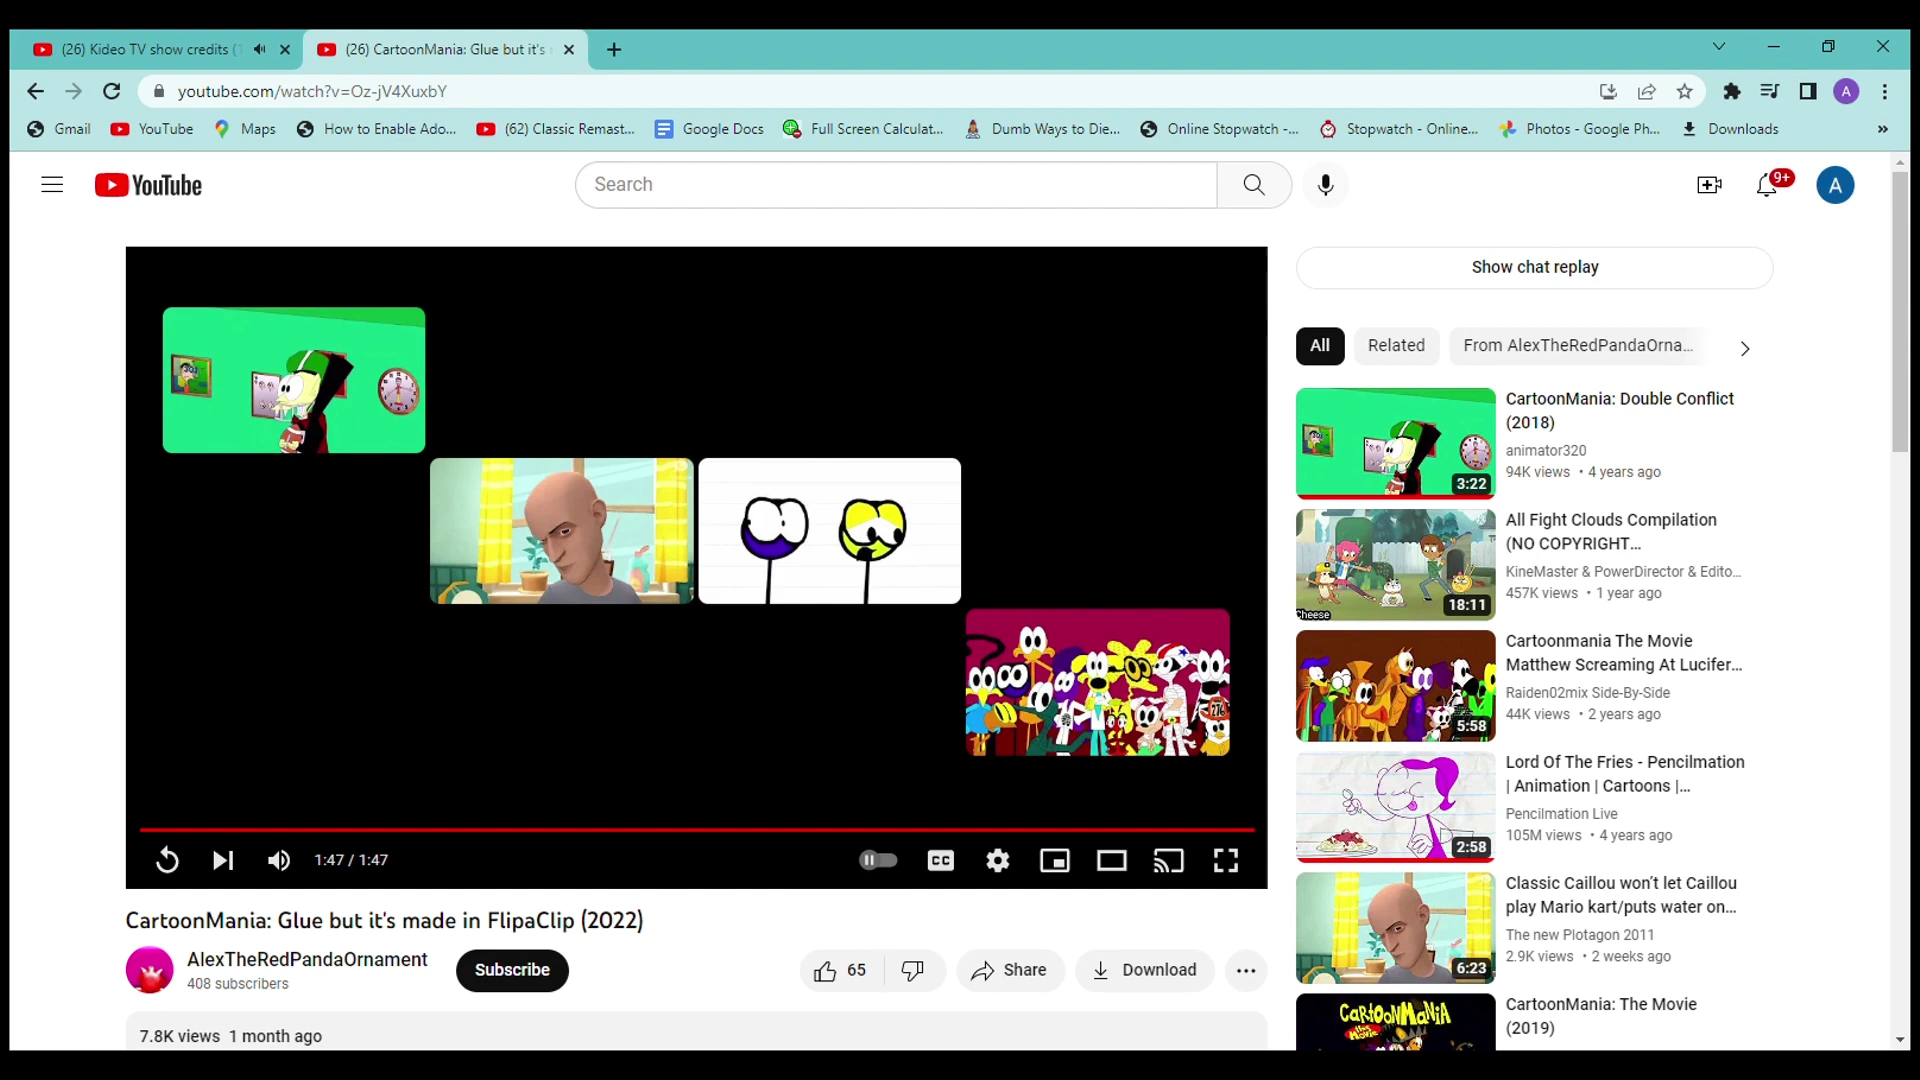 (26) Kideo TV show credits (
(26) CartoonMania: Glue but it's
youtube.com/watch?v=Oz-jV4XuxbY
A
Gmail
YouTube
Maps
How to Enable Ado...
(62) Classic Remast...
Google Docs
Full Screen Calculat...
Dumb Ways to Die...
Online Stopwatch -...
Stopwatch - Online...
Photos - Google Ph...
Downloads
YouTube
Search
9+
A
276
1:47 / 1:47
CC
CartoonMania: Glue but it's made in FlipaClip (2022)
AlexTheRedPandaOrnament
408 subscribers
Subscribe
65
Share
Download
7.8K views 1 month ago
Show chat replay
All
Related
From AlexTheRedPandaOrna...
3:22
CartoonMania: Double Conflict
(2018)
animator320
94K views • 4 years ago
Cheese
18:11
All Fight Clouds Compilation
(NO COPYRIGHT...
KineMaster & PowerDirector & Edito...
457K views • 1 year ago
5:58
Cartoonmania The Movie
Matthew Screaming At Lucifer...
Raiden02mix Side-By-Side
44K views • 2 years ago
2:58
Lord Of The Fries - Pencilmation
| Animation | Cartoons |...
Pencilmation Live
105M views • 4 years ago
6:23
Classic Caillou won't let Caillou
play Mario kart/puts water on...
The new Plotagon 2011
2.9K views • 2 weeks ago
CARTOONMANIA
the Movie
CartoonMania: The Movie
(2019)